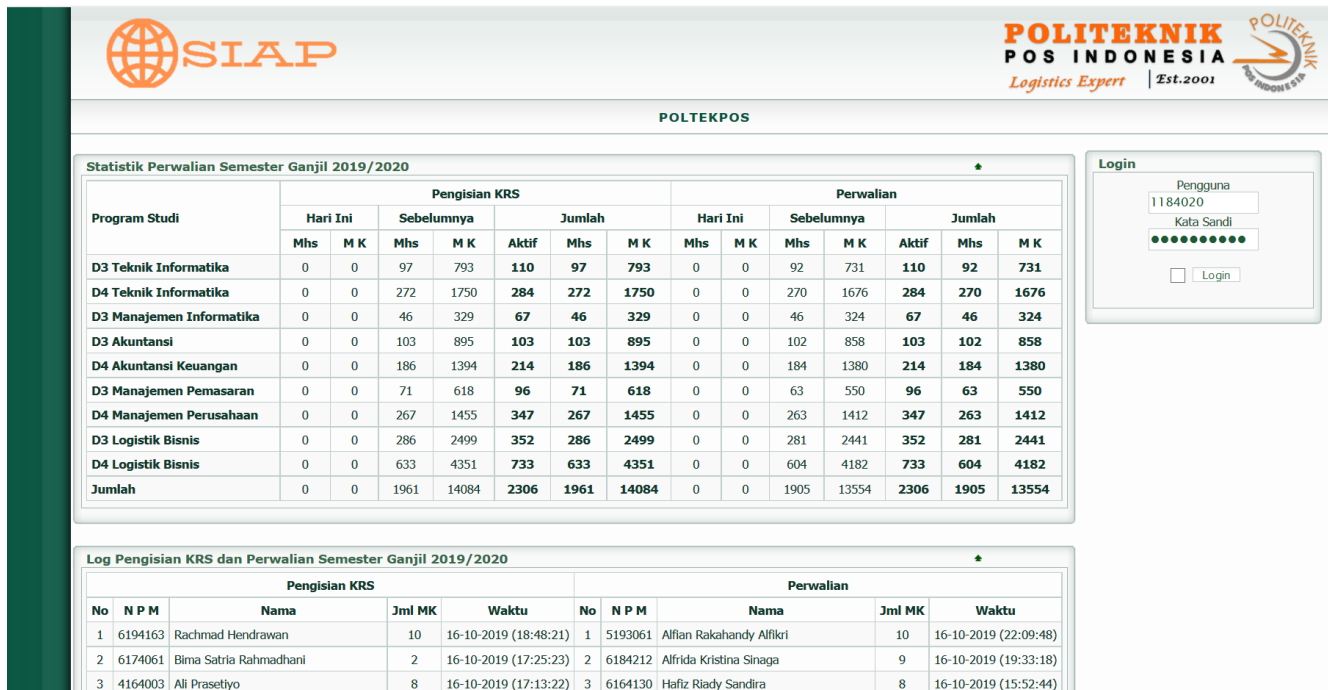 SIAP
POLITEKNIK
POS INDONESIA
Logistics Expert | Est.2001
POLITEKNIK
POS INDONESIA
POLTEKPOS
Statistik Perwalian Semester Ganjil 2019/2020
Program Studi Pengisian KRS Perwalian
Hari Ini Sebelumnya Jumlah Hari Ini Sebelumnya Jumlah
Mhs M K Mhs M K Aktif Mhs M K Mhs M K Mhs M K Aktif Mhs M K
D3 Teknik Informatika 0 0 97 793 110 97 793 0 0 92 731 110 92 731
D4 Teknik Informatika 0 0 272 1750 284 272 1750 0 0 270 1676 284 270 1676
D3 Manajemen Informatika 0 0 46 329 67 46 329 0 0 46 324 67 46 324
D3 Akuntansi 0 0 103 895 103 103 895 0 0 102 858 103 102 858
D4 Akuntansi Keuangan 0 0 186 1394 214 186 1394 0 0 184 1380 214 184 1380
D3 Manajemen Pemasaran 0 0 71 618 96 71 618 0 0 63 550 96 63 550
D4 Manajemen Perusahaan 0 0 267 1455 347 267 1455 0 0 263 1412 347 263 1412
D3 Logistik Bisnis 0 0 286 2499 352 286 2499 0 0 281 2441 352 281 2441
D4 Logistik Bisnis 0 0 633 4351 733 633 4351 0 0 604 4182 733 604 4182
Jumlah 0 0 1961 14084 2306 1961 14084 0 0 1905 13554 2306 1905 13554
Login
Pengguna
1184020
Kata Sandi
●●●●●●●●●●
Login
Log Pengisian KRS dan Perwalian Semester Ganjil 2019/2020
Pengisian KRS Perwalian
No N P M Nama Jml MK Waktu No N P M Nama Jml MK Waktu
1 6194163 Rachmad Hendrawan 10 16-10-2019 (18:48:21) 1 5193061 Alfian Rakahandy Alfikri 10 16-10-2019 (22:09:48)
2 6174061 Bima Satria Rahmadhani 2 16-10-2019 (17:25:23) 2 6184212 Alfrida Kristina Sinaga 9 16-10-2019 (19:33:18)
3 4164003 Ali Prasetiyo 8 16-10-2019 (17:13:22) 3 6164130 Hafiz Riady Sandira 8 16-10-2019 (15:52:44)